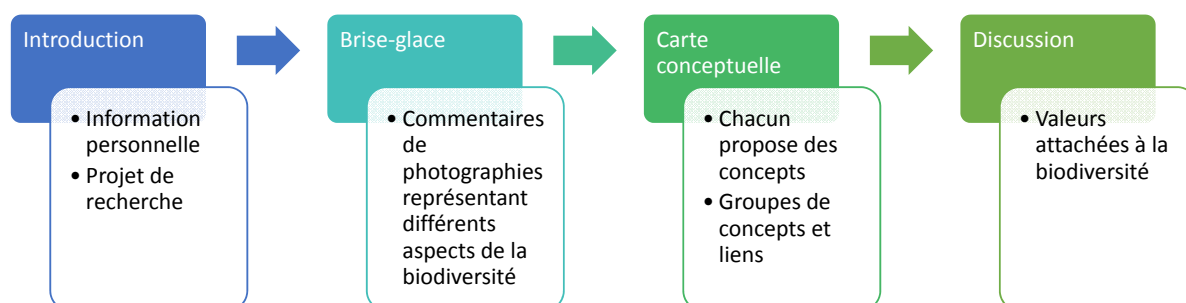 Introduction
• Information
personnelle
• Projet de
recherche
Brise-glace
• Commentaires
de
photographies
représentant
différents
aspects de la
biodiversité
Carte
conceptuelle
• Chacun
propose des
concepts
• Groupes de
concepts et
liens
Discussion
• Valeurs
attachées à la
biodiversité